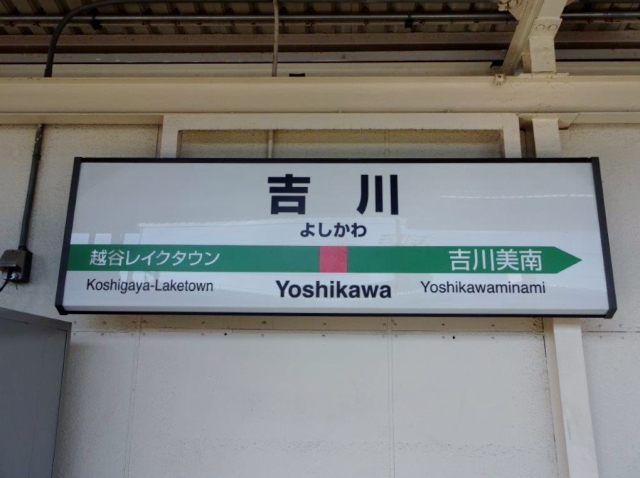 吉川
よしかわ
越谷レイクタウン 吉川美南
Koshigaya-Laketown Yoshikawa Yoshikawaminami